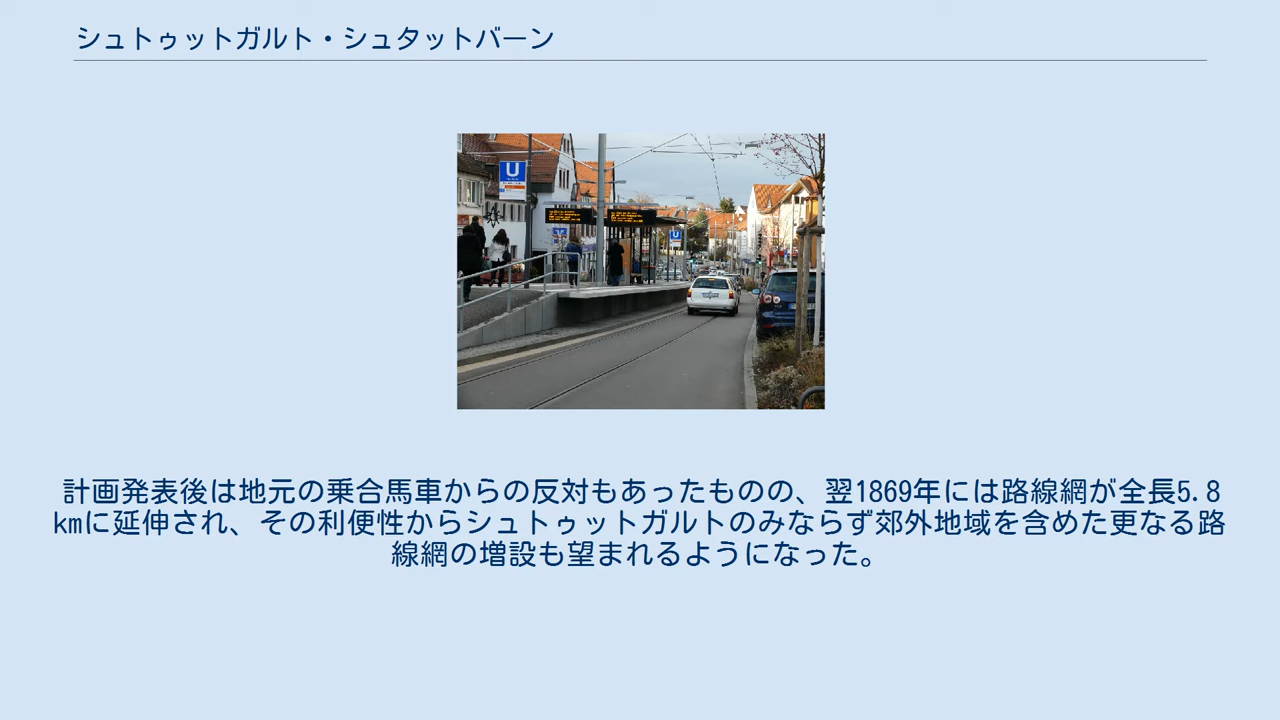 シュトゥットガルト・シュタットバーン
U
U
計画発表後は地元の乗合馬車からの反対もあったものの、翌1869年には路線網が全長5.8
kmに延伸され、その利便性からシュトゥットガルトのみならず郊外地域を含めた更なる路
線網の増設も望まれるようになった。